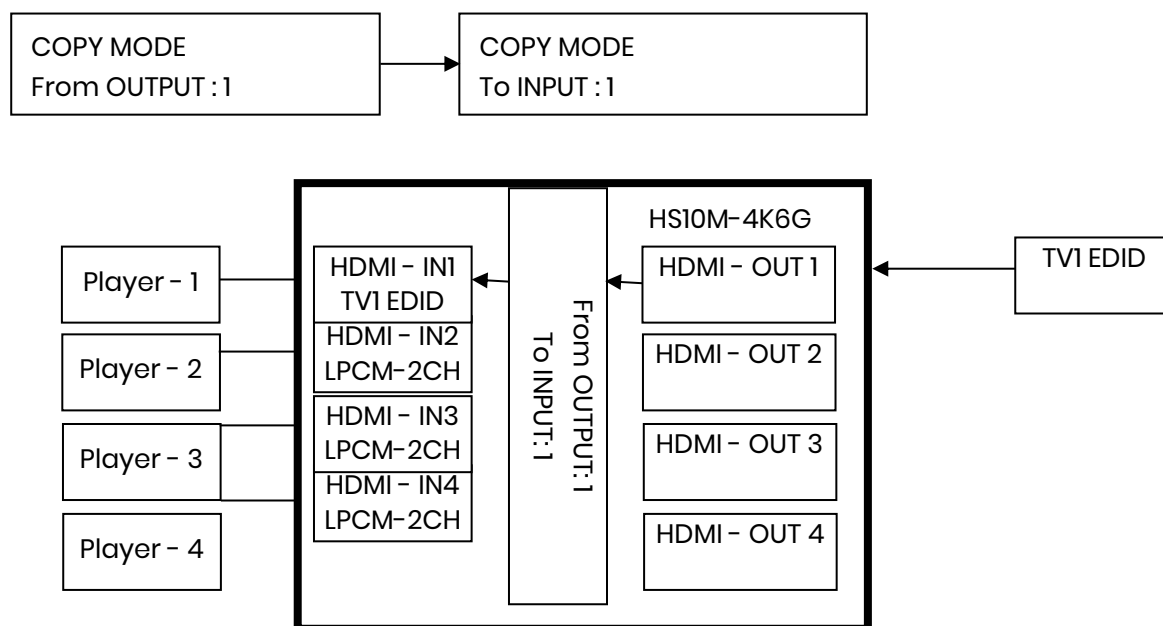 COPY MODE
From OUTPUT : 1
COPY MODE
To INPUT : 1
HS10M-4K6G
Player - 1
Player - 2
Player - 3
Player - 4
HDMI - IN1
TV1 EDID
HDMI - IN2
LPCM-2CH
HDMI - IN3
LPCM-2CH
HDMI - IN4
LPCM-2CH
From OUTPUT: 1
To INPUT: 1
HDMI - OUT 1
HDMI - OUT 2
HDMI - OUT 3
HDMI - OUT 4
TV1 EDID